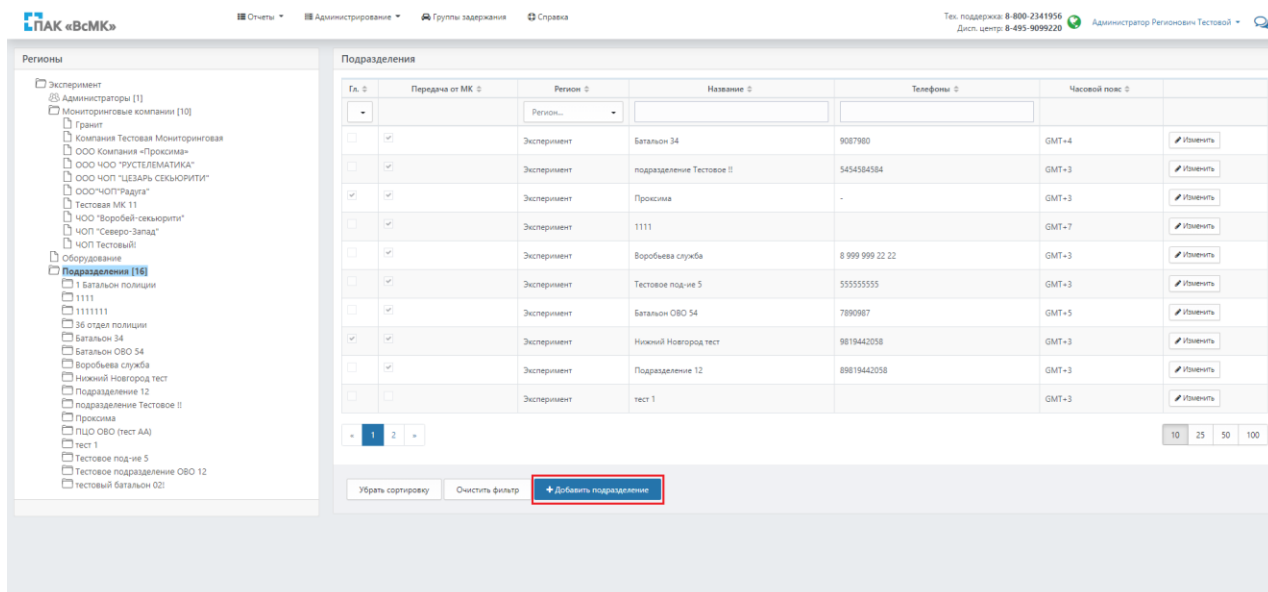 ПАК «ВсМК»
Отчеты
Администрирование
Группы задержания
Справка
Тех. поддержка: 8-800-2341956
Дисп. центр: 8-495-9099220
Администратор Регионович Тестовой
Регионы
Эксперимент
Администраторы [1]
Мониторинговые компании [10]
Гранит
Компания Тестовая Мониторинговая
ООО Компания «Проксима»
ООО ЧОО "РУСТЕЛЕМАТИКА"
ООО ЧОП "ЦЕЗАРЬ СЕКЬЮРИТИ"
ООО"ЧОП"Радуга"
Тестовая МК 11
ЧОО "Воробей-секьюрити"
ЧОП "Северо-Запад"
ЧОП Тестовый!
Оборудование
Подразделения [16]
1 Батальон полиции
1111
1111111
36 отдел полиции
Батальон 34
Батальон ОВО 54
Воробьева служба
Нижний Новгород тест
Подразделение 12
подразделение Тестовое !!
Проксима
ПЦО ОВО (тест АА)
тест 1
Тестовое под-ие 5
Тестовое подразделение ОВО 12
тестовый батальон 02!
Подразделения
Гл. Передача от МК Регион Название Телефоны Часовой пояс
Регион...
Эксперимент Батальон 34 9087980 GMT+4 Изменить
Эксперимент подразделение Тестовое !! 5454584584 GMT+3 Изменить
Эксперимент Проксима - GMT+3 Изменить
Эксперимент 1111 GMT+7 Изменить
Эксперимент Воробьева служба 8 999 999 22 22 GMT+3 Изменить
Эксперимент Тестовое под-ие 5 555555555 GMT+3 Изменить
Эксперимент Батальон ОВО 54 7890987 GMT+5 Изменить
Эксперимент Нижний Новгород тест 9819442058 GMT+3 Изменить
Эксперимент Подразделение 12 89819442058 GMT+3 Изменить
Эксперимент тест 1 GMT+3 Изменить
« 1 2 » 10 25 50 100
Убрать сортировку Очистить фильтр + Добавить подразделение